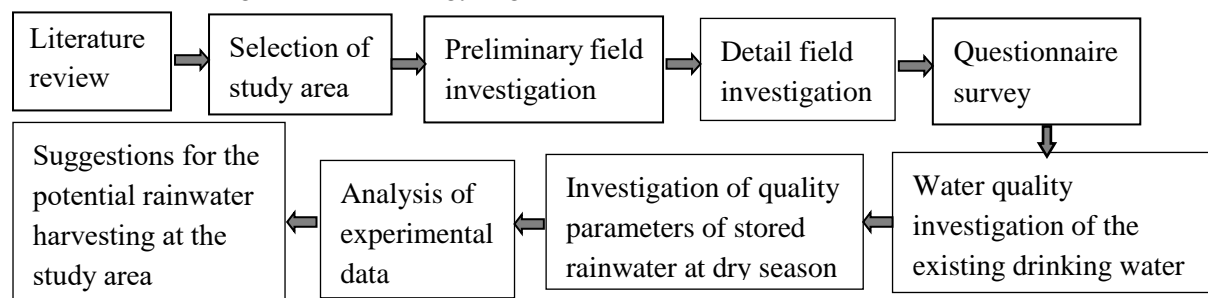 Literature
review
Selection of
study area
Preliminary field
investigation
Detail field
investigation
Questionnaire
survey
Water quality
investigation of the
existing drinking water
Investigation of quality
parameters of stored
rainwater at dry season
Analysis of
experimental
data
Suggestions for the
potential rainwater
harvesting at the
study area